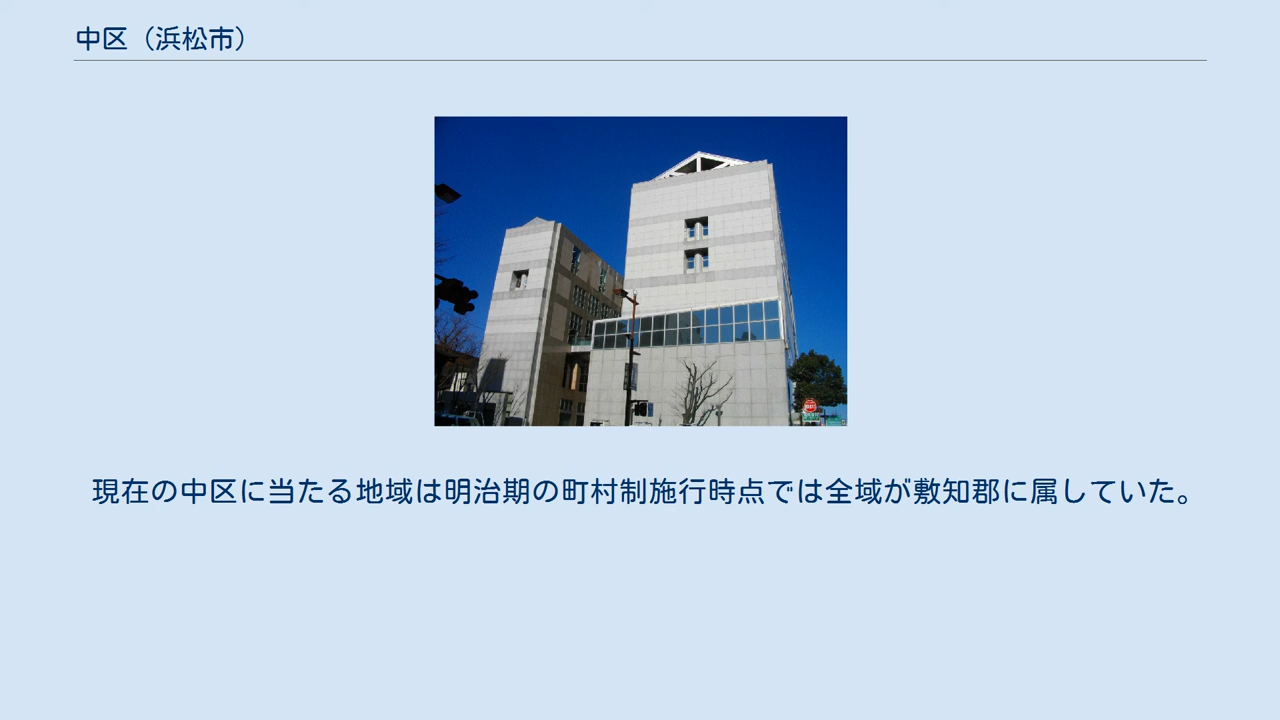 中区（浜松市）
現在の中区に当たる地域は明治期の町村制施行時点では全域が敷知郡に属していた。